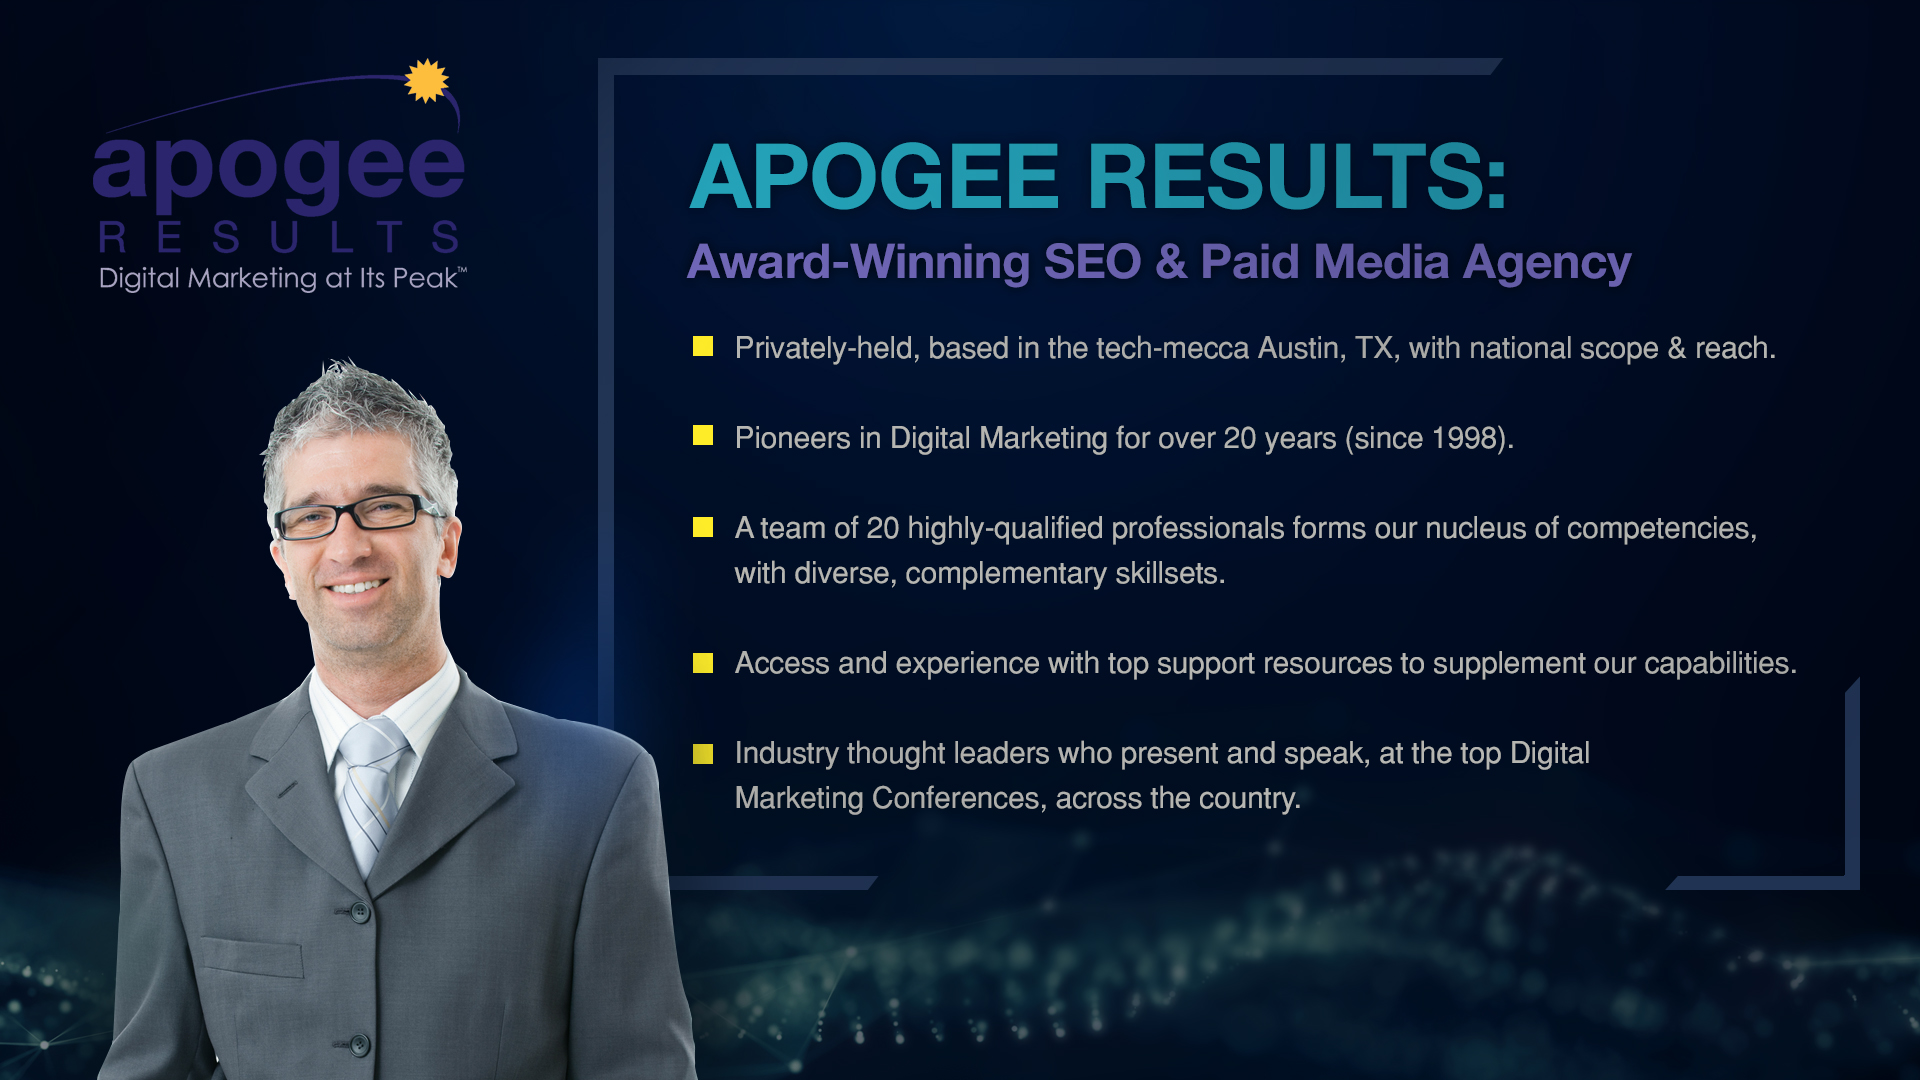 apogee
RESULTS
Digital Marketing at Its Peak™
APOGEE RESULTS:
Award-Winning SEO & Paid Media Agency
Privately-held, based in the tech-mecca Austin, TX, with national scope & reach.
Pioneers in Digital Marketing for over 20 years (since 1998).
A team of 20 highly-qualified professionals forms our nucleus of competencies,
with diverse, complementary skillsets.
Access and experience with top support resources to supplement our capabilities.
Industry thought leaders who present and speak, at the top Digital
Marketing Conferences, across the country.